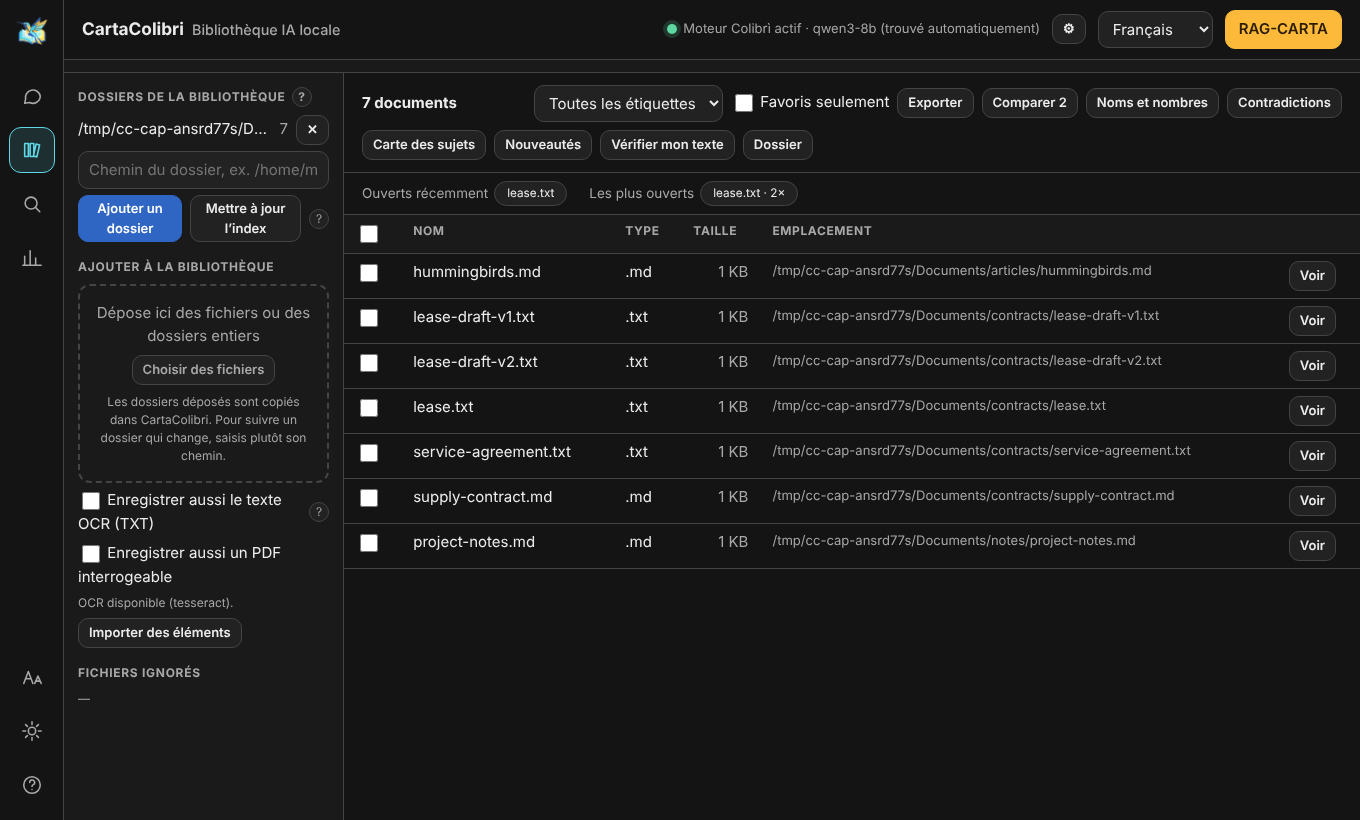 CartaColibri Bibliothèque IA locale
Moteur Colibrì actif · qwen3-8b (trouvé automatiquement)
Français
RAG-CARTA
DOSSIERS DE LA BIBLIOTHÈQUE ?
/tmp/cc-cap-ansrd77s/D... 7 ×
Chemin du dossier, ex. /home/m
Ajouter un
dossier
Mettre à jour
l’index
?
AJOUTER À LA BIBLIOTHÈQUE
Dépose ici des fichiers ou des
dossiers entiers
Choisir des fichiers
Les dossiers déposés sont copiés
dans CartaColibri. Pour suivre un
dossier qui change, saisis plutôt son
chemin.
Enregistrer aussi le texte
OCR (TXT)
?
Enregistrer aussi un PDF
interrogeable
OCR disponible (tesseract).
Importer des éléments
FICHIERS IGNORÉS
—
7 documents
Toutes les étiquettes
Favoris seulement
Exporter
Comparer 2
Noms et nombres
Contradictions
Carte des sujets
Nouveautés
Vérifier mon texte
Dossier
Ouverts récemment lease.txt Les plus ouverts lease.txt · 2×
NOM TYPE TAILLE EMPLACEMENT
hummingbirds.md .md 1 KB /tmp/cc-cap-ansrd77s/Documents/articles/hummingbirds.md Voir
lease-draft-v1.txt .txt 1 KB /tmp/cc-cap-ansrd77s/Documents/contracts/lease-draft-v1.txt Voir
lease-draft-v2.txt .txt 1 KB /tmp/cc-cap-ansrd77s/Documents/contracts/lease-draft-v2.txt Voir
lease.txt .txt 1 KB /tmp/cc-cap-ansrd77s/Documents/contracts/lease.txt Voir
service-agreement.txt .txt 1 KB /tmp/cc-cap-ansrd77s/Documents/contracts/service-agreement.txt Voir
supply-contract.md .md 1 KB /tmp/cc-cap-ansrd77s/Documents/contracts/supply-contract.md Voir
project-notes.md .md 1 KB /tmp/cc-cap-ansrd77s/Documents/notes/project-notes.md Voir
AA
?